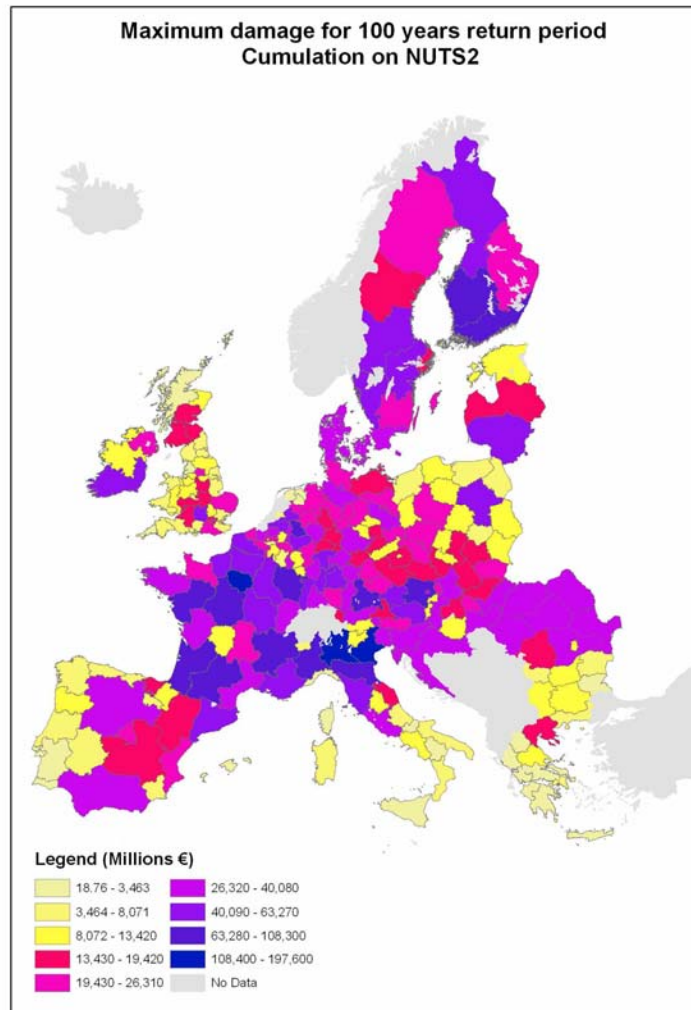 Maximum damage for 100 years return period
Cumulation on NUTS2
Legend (Millions €)
18.76 - 3,463
3,464 - 8,071
8,072 - 13,420
13,430 - 19,420
19,430 - 26,310
26,320 - 40,080
40,090 - 63,270
63,280 - 108,300
108,400 - 197,600
No Data